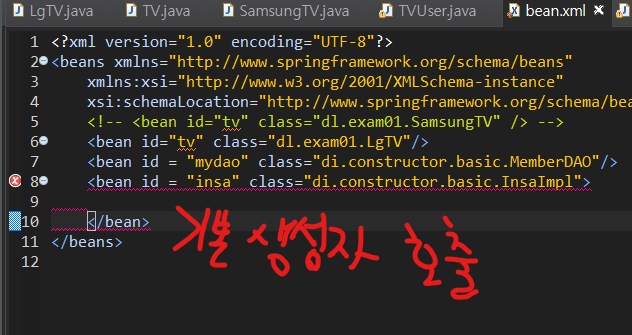 LgTV.java TV.java SamsungTV.java TVUser.java bean.xml
1 <?xml version="1.0" encoding="UTF-8"?>
2 <beans xmlns="http://www.springframework.org/schema/beans"
3 xmlns:xsi="http://www.w3.org/2001/XMLSchema-instance"
4 xsi:schemaLocation="http://www.springframework.org/schema/bea
5 <!-- <bean id="tv" class="dl.exam01.SamsungTV" /> -->
6 <bean id="tv" class="dl.exam01.LgTV"/>
7 <bean id = "mydao" class="di.constructor.basic.MemberDAO"/>
8 <bean id = "insa" class="di.constructor.basic.InsaImpl">
9
10 </bean>
11 </beans>
12
기본 생성자 호출